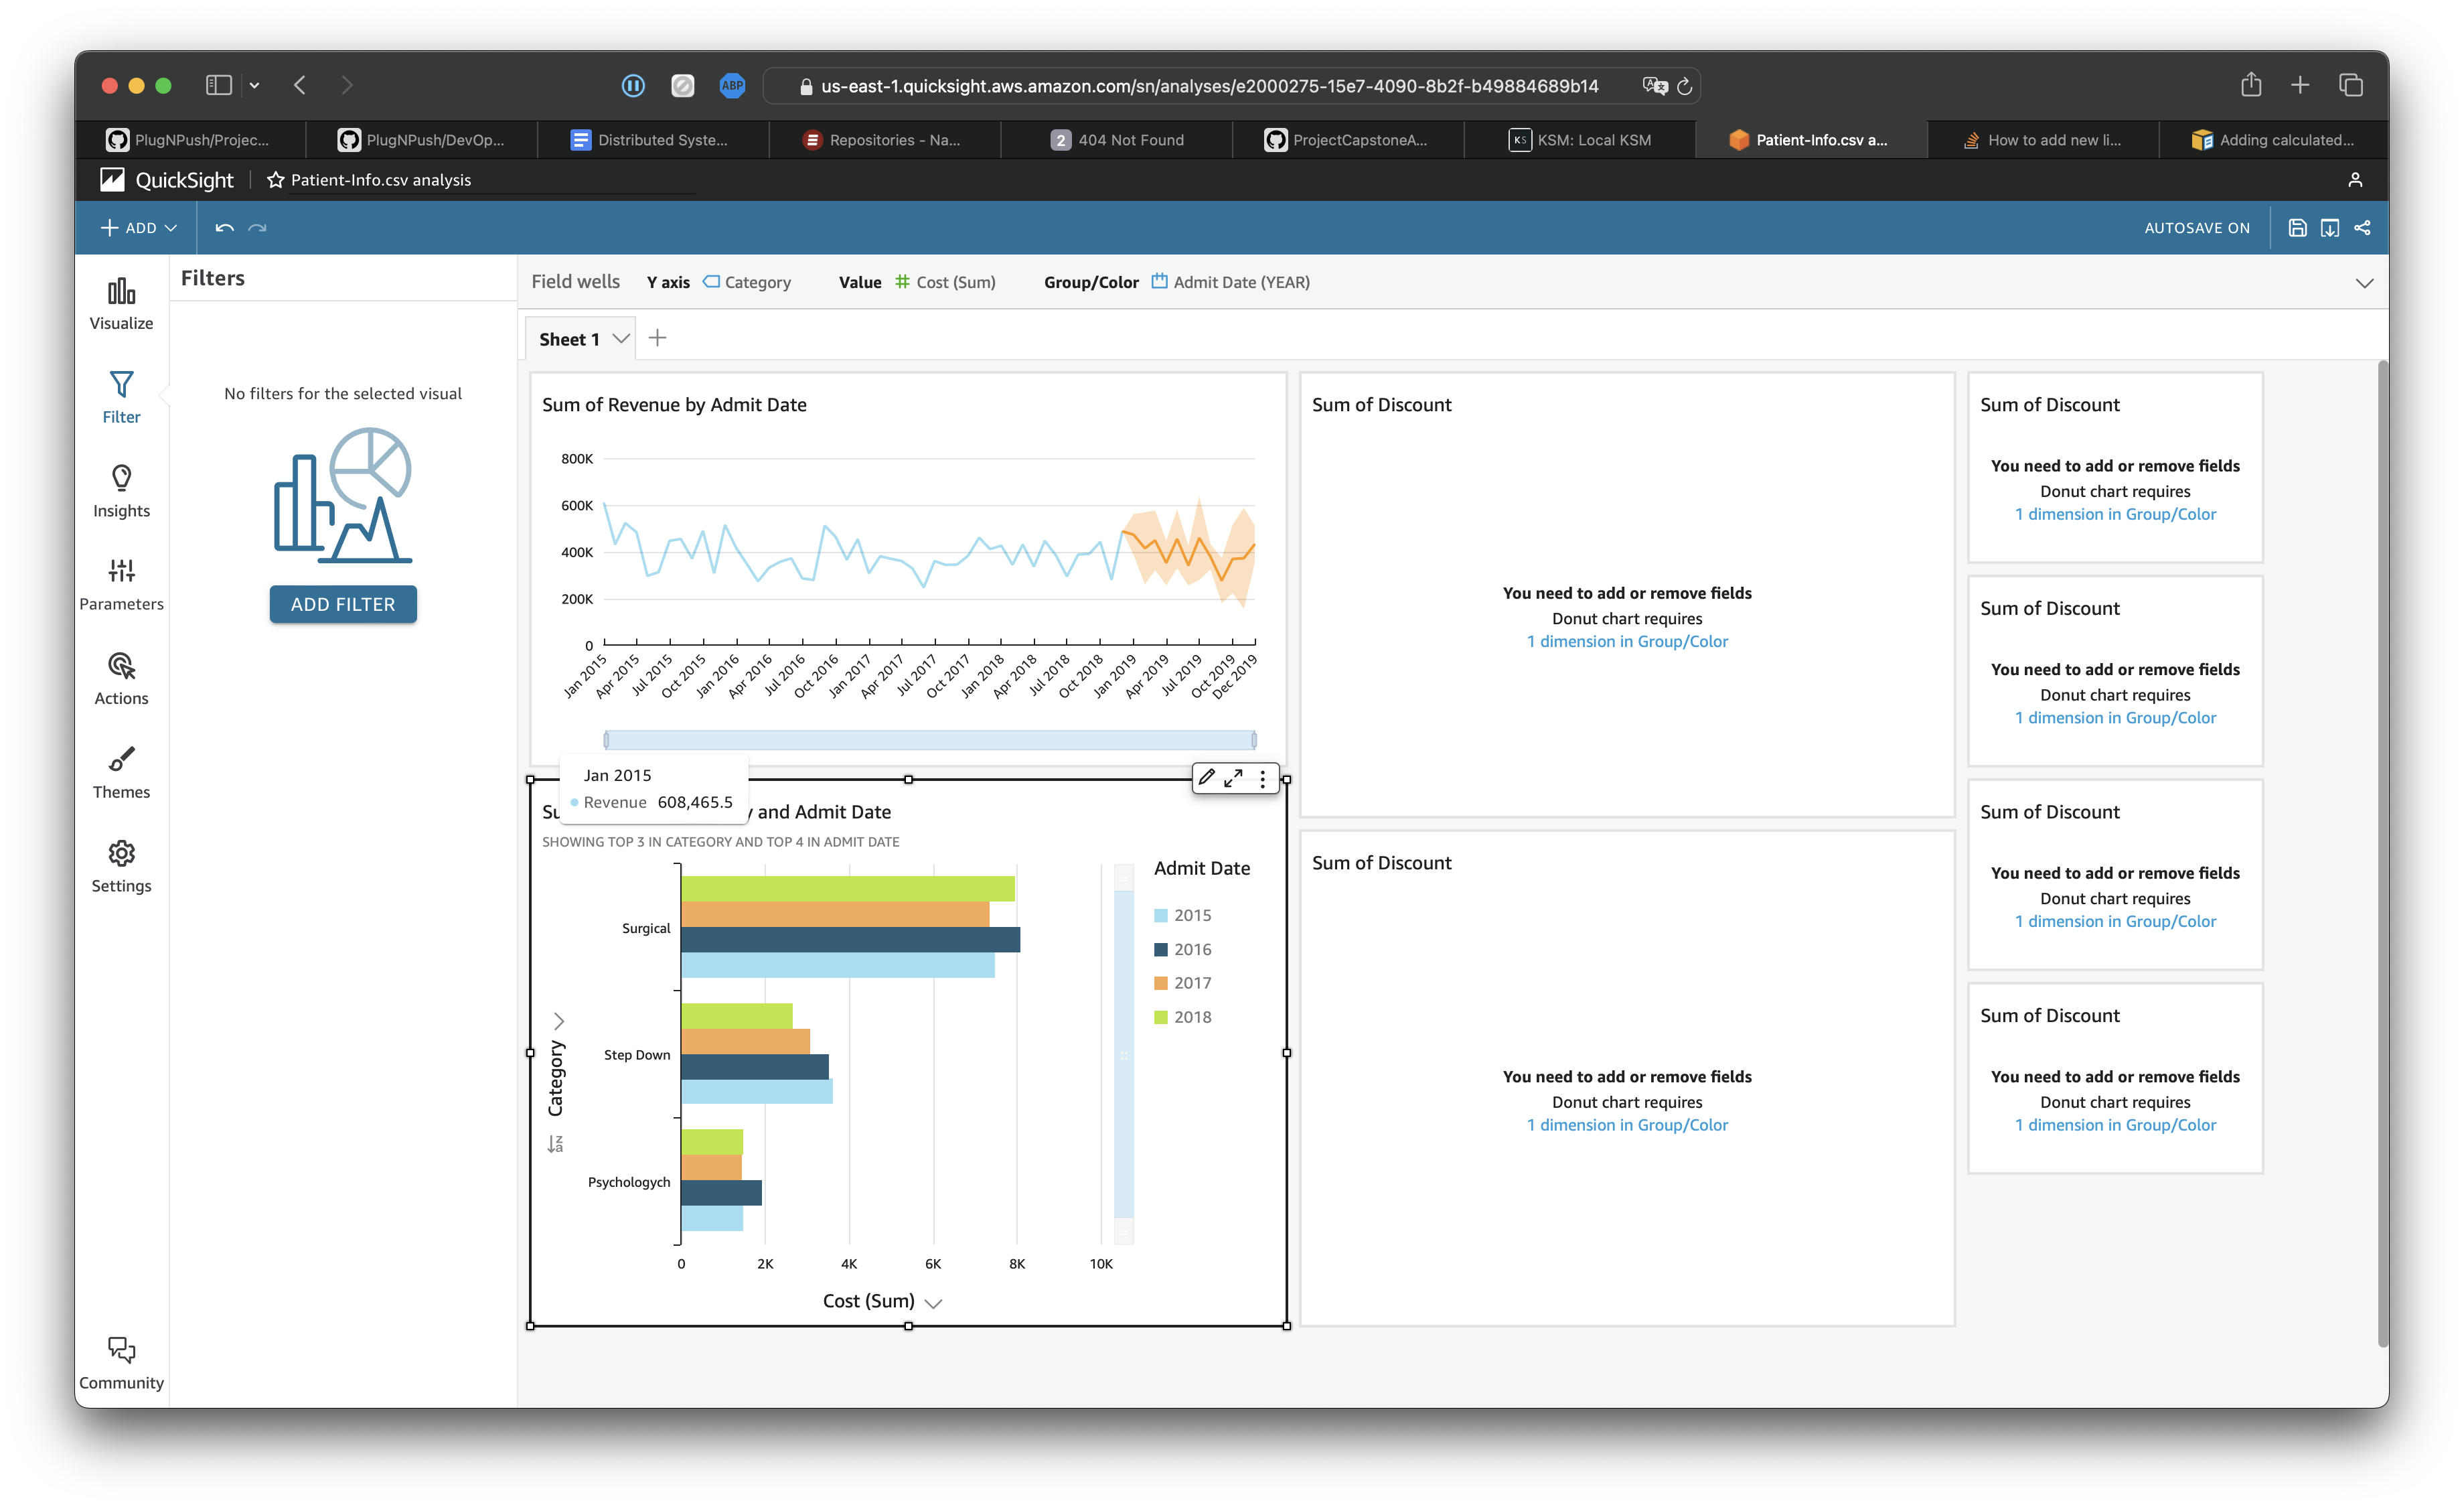 ABP
us-east-1.quicksight.aws.amazon.com/sn/analyses/e2000275-15e7-4090-8b2f-b49884689b14
PlugNPush/Projec...
PlugNPush/DevOp...
Distributed Syste...
Repositories - Na...
2 404 Not Found
ProjectCapstoneA...
KS KSM: Local KSM
Patient-Info.csv a...
How to add new li...
Adding calculated...
QuickSight
Patient-Info.csv analysis
ADD
AUTOSAVE ON
Visualize
Filter
Insights
Parameters
Actions
Themes
Settings
Community
Filters
No filters for the selected visual
ADD FILTER
Field wells Y axis Category Value Cost (Sum) Group/Color Admit Date (YEAR)
Sheet 1
Sum of Revenue by Admit Date
800K
600K
400K
200K
0
Jan 2015
Apr 2015
Jul 2015
Oct 2015
Jan 2016
Apr 2016
Jul 2016
Oct 2016
Jan 2017
Apr 2017
Jul 2017
Oct 2017
Jan 2018
Apr 2018
Jul 2018
Oct 2018
Jan 2019
Apr 2019
Jul 2019
Oct 2019
Dec 2019
Jan 2015
Revenue 608,465.5
and Admit Date
SHOWING TOP 3 IN CATEGORY AND TOP 4 IN ADMIT DATE
Category
Surgical
Step Down
Psychologych
0
2K
4K
6K
8K
10K
Cost (Sum)
Admit Date
2015
2016
2017
2018
Sum of Discount
You need to add or remove fields
Donut chart requires
1 dimension in Group/Color
Sum of Discount
You need to add or remove fields
Donut chart requires
1 dimension in Group/Color
Sum of Discount
You need to add or remove fields
Donut chart requires
1 dimension in Group/Color
Sum of Discount
You need to add or remove fields
Donut chart requires
1 dimension in Group/Color
Sum of Discount
You need to add or remove fields
Donut chart requires
1 dimension in Group/Color
Sum of Discount
You need to add or remove fields
Donut chart requires
1 dimension in Group/Color